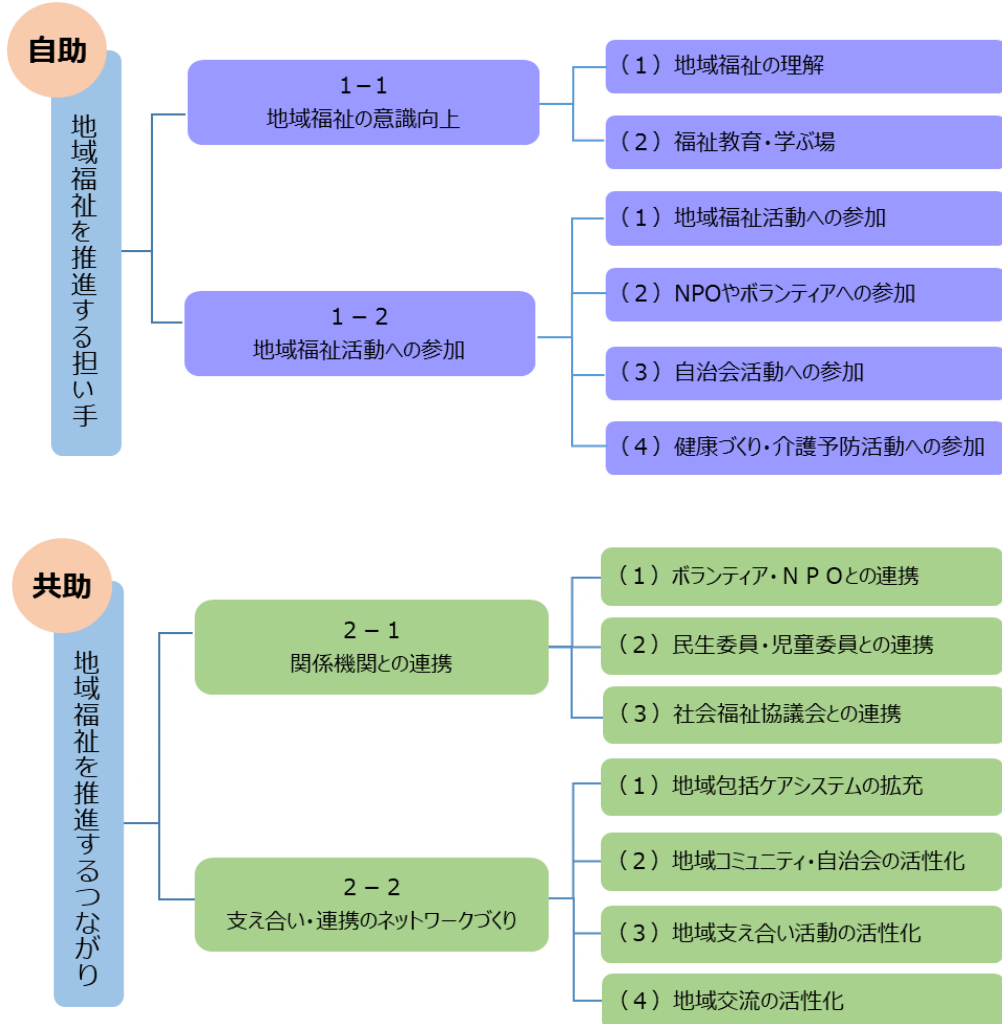 自助
地域福祉を推進する担い手
1-1
地域福祉の意識向上
(1)地域福祉の理解
(2)福祉教育・学ぶ場
1-2
地域福祉活動への参加
(1)地域福祉活動への参加
(2)NPOやボランティアへの参加
(3)自治会活動への参加
(4)健康づくり・介護予防活動への参加
共助
地域福祉を推進するつながり
2-1
関係機関との連携
(1)ボランティア・NPOとの連携
(2)民生委員・児童委員との連携
(3)社会福祉協議会との連携
2-2
支え合い・連携のネットワークづくり
(1)地域包括ケアシステムの拡充
(2)地域コミュニティ・自治会の活性化
(3)地域支え合い活動の活性化
(4)地域交流の活性化